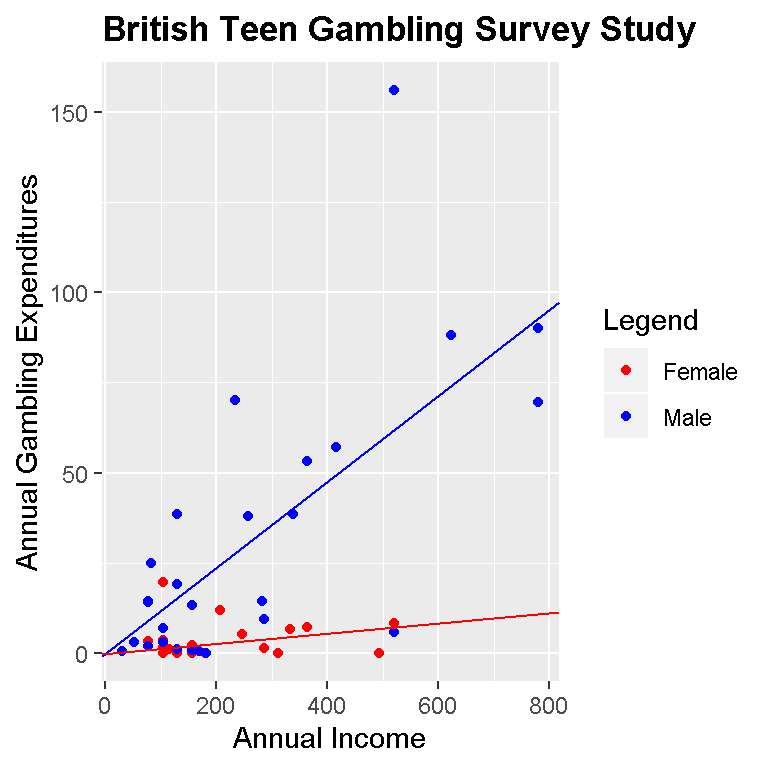 British Teen Gambling Survey Study
Annual Gambling Expenditures
150
100
50
0
0 200 400 600 800
Annual Income
Legend
Female
Male